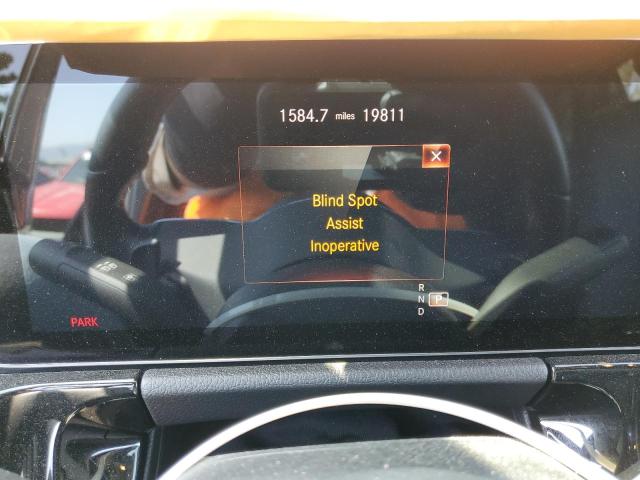 1584.7 miles 19811
Blind Spot
Assist
Inoperative
R
N P
D
PARK